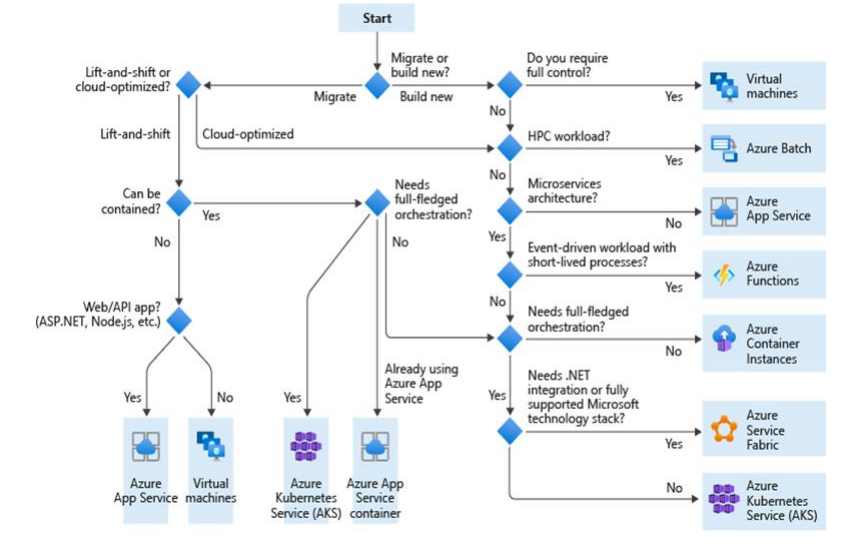 Start
Migrate or
build new?
Migrate
Build new
Lift-and-shift or
cloud-optimized?
Lift-and-shift
Cloud-optimized
Do you require
full control?
Yes
No
Virtual
machines
HPC workload?
Yes
No
Azure Batch
Can be
contained?
Yes
No
Needs
full-fledged
orchestration?
No
Microservices
architecture?
No
Yes
Azure
App Service
Event-driven workload with
short-lived processes?
Yes
No
Azure
Functions
Web/API app?
(ASP.NET, Node.js, etc.)
Needs full-fledged
orchestration?
No
Yes
Azure
Container
Instances
Yes
No
Yes
Already using
Azure App
Service
Needs .NET
integration or fully
supported Microsoft
technology stack?
Yes
No
Azure
Service
Fabric
Azure
App Service
Virtual
machines
Azure
Kubernetes
Service (AKS)
Azure App
Service
container
Azure
Kubernetes
Service (AKS)